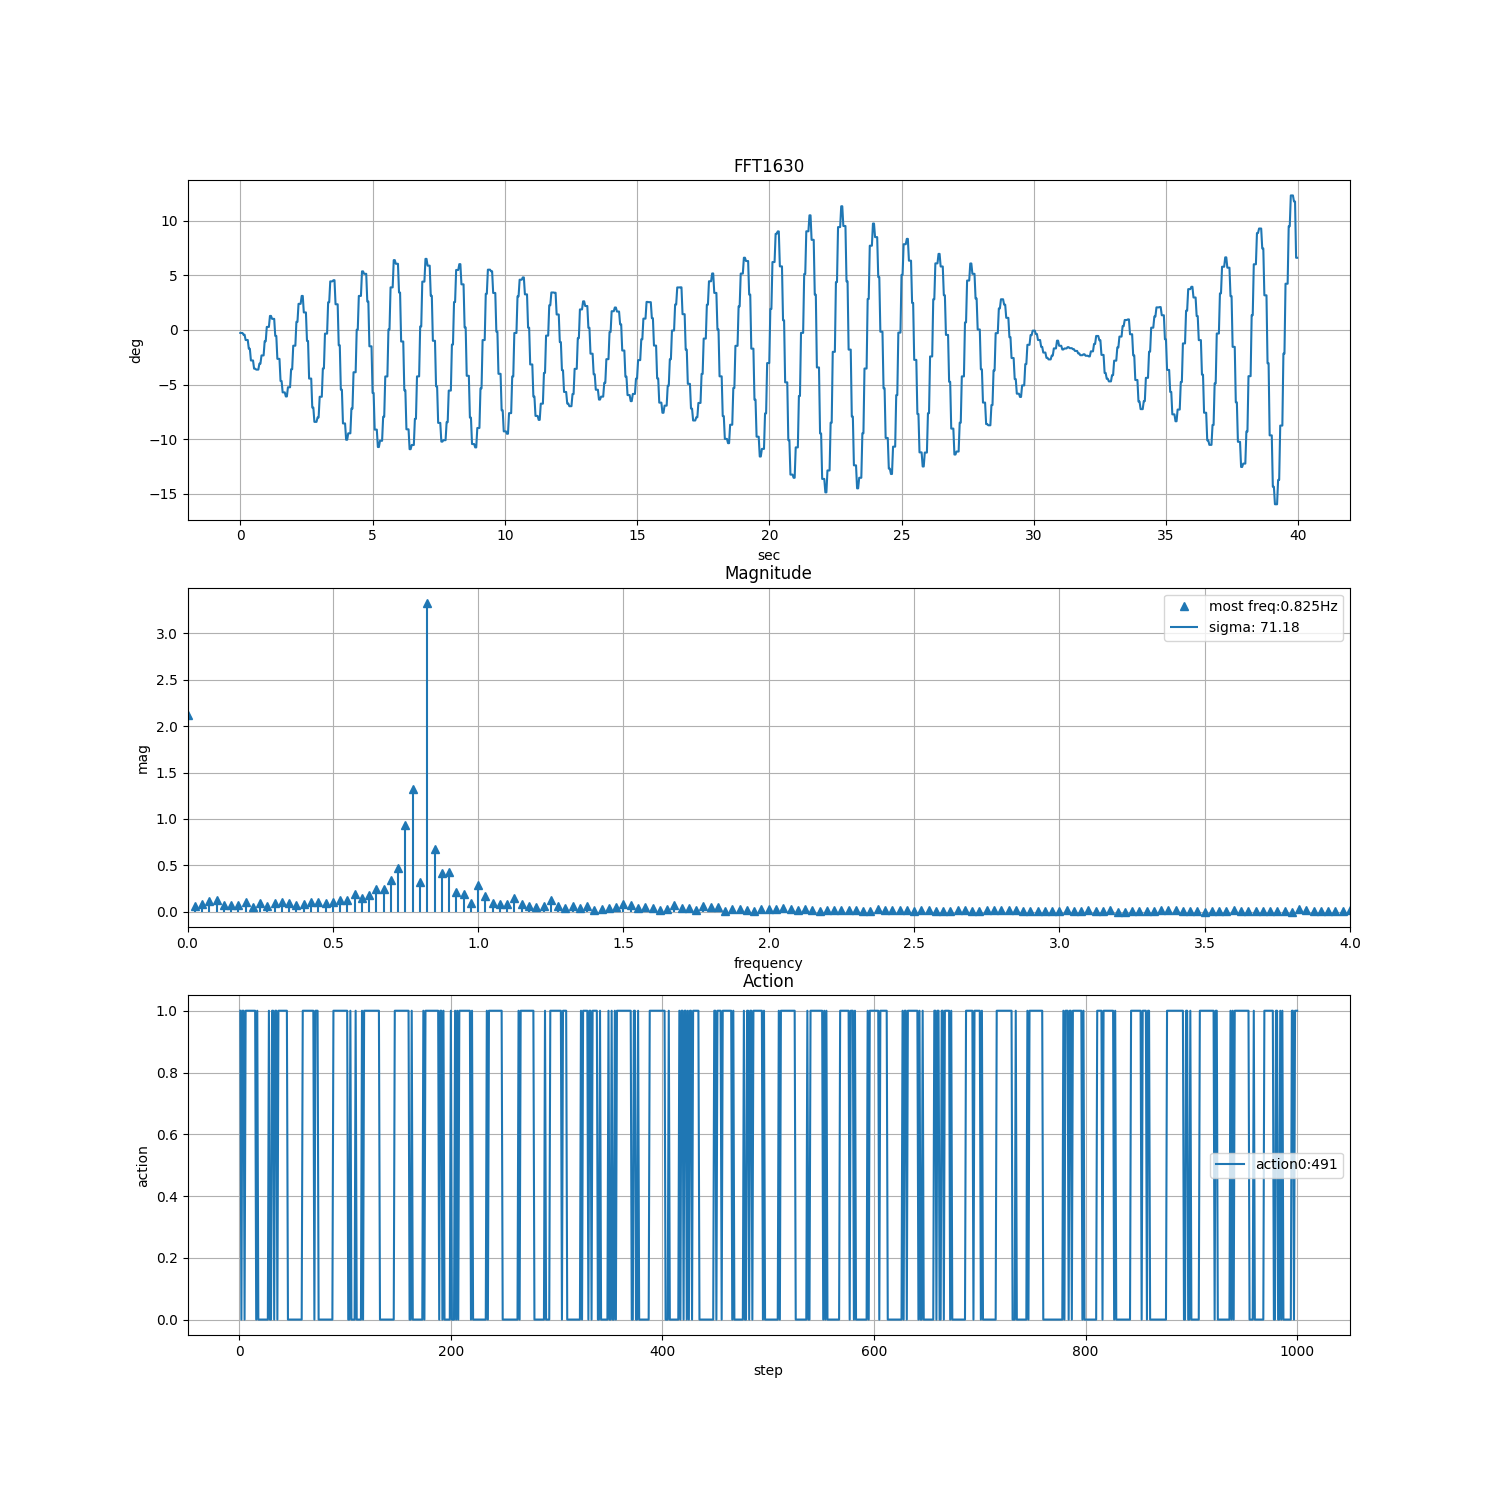 FFT1630
10
5
0
−5
−10
−15
deg
0 5 10 15 20 25 30 35 40
sec
Magnitude
most freq:0.825Hz
sigma: 71.18
3.0
2.5
2.0
1.5
1.0
0.5
0.0
mag
0.0 0.5 1.0 1.5 2.0 2.5 3.0 3.5 4.0
frequency
Action
1.0
0.8
0.6
0.4
0.2
0.0
action
action0:491
0 200 400 600 800 1000
step